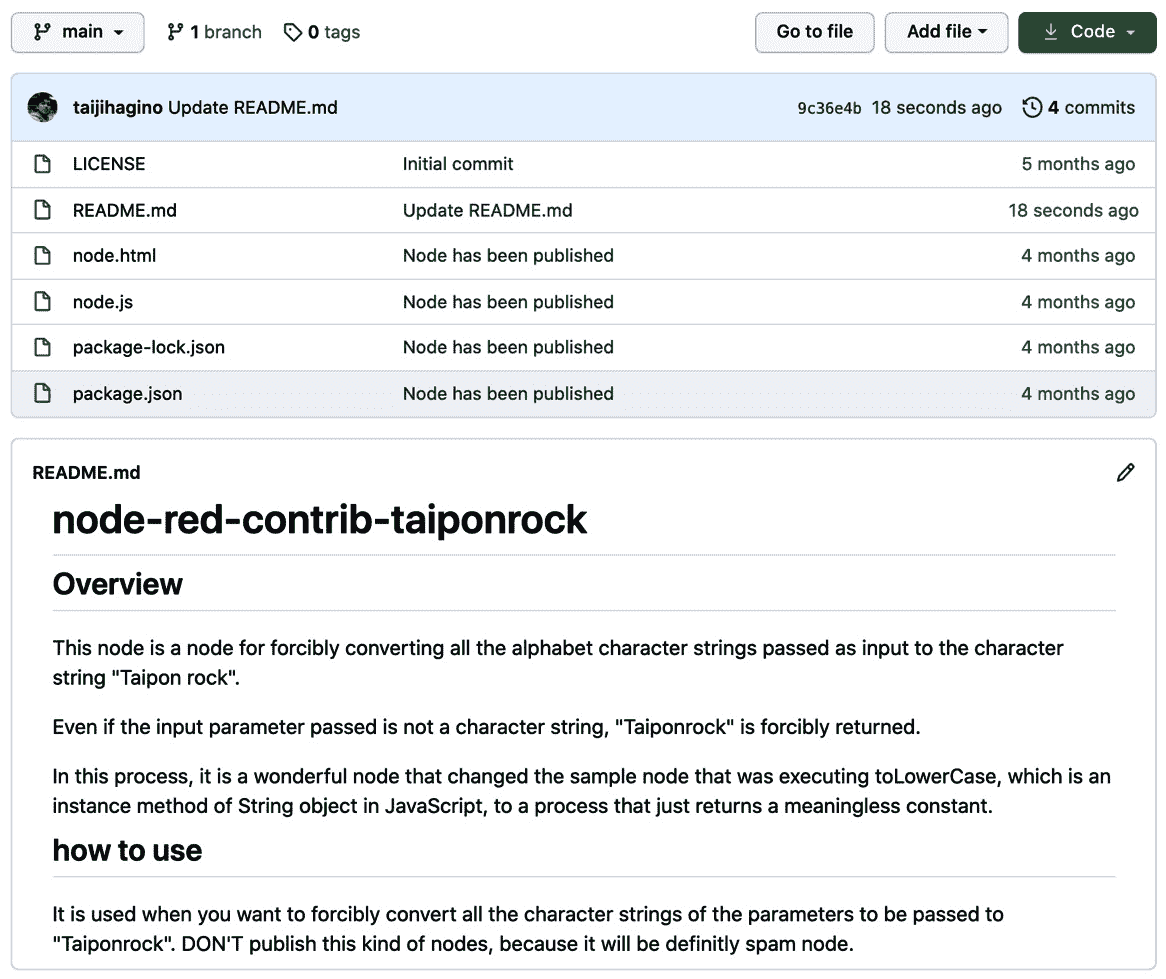 main 1 branch 0 tags Go to file Add file Code
taijihagino Update README.md 9c36e4b 18 seconds ago 4 commits
LICENSE Initial commit 5 months ago
README.md Update README.md 18 seconds ago
node.html Node has been published 4 months ago
node.js Node has been published 4 months ago
package-lock.json Node has been published 4 months ago
package.json Node has been published 4 months ago
README.md
node-red-contrib-taiponrock
Overview
This node is a node for forcibly converting all the alphabet character strings passed as input to the character
string "Taipon rock".
Even if the input parameter passed is not a character string, "Taiponrock" is forcibly returned.
In this process, it is a wonderful node that changed the sample node that was executing toLowerCase, which is an
instance method of String object in JavaScript, to a process that just returns a meaningless constant.
how to use
It is used when you want to forcibly convert all the character strings of the parameters to be passed to
"Taiponrock". DON'T publish this kind of nodes, because it will be definitly spam node.